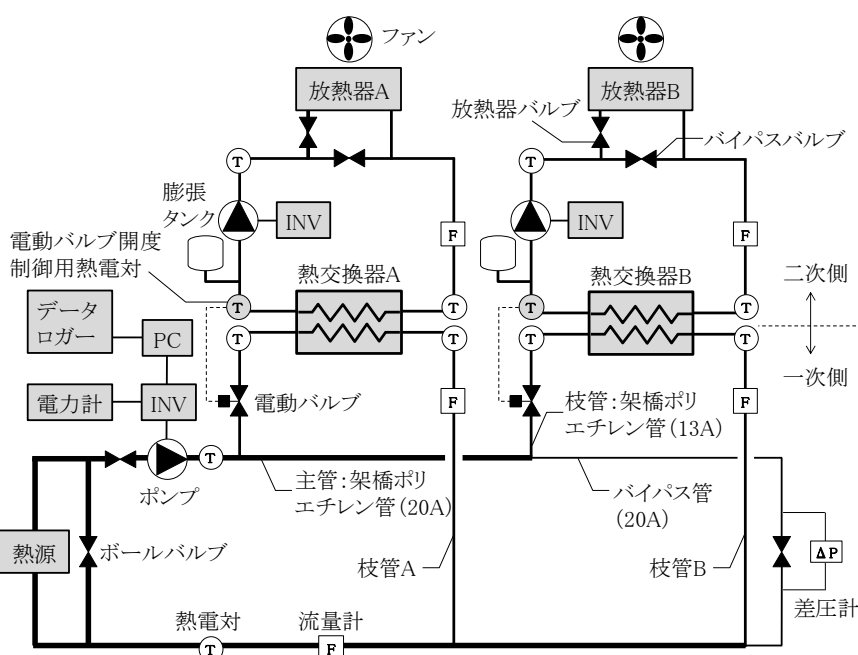 ファン
放熱器A
放熱器B
放熱器バルブ
バイパスバルブ
T
T
膨張
タンク
INV
INV
F
F
電動バルブ開度
制御用熱電対
熱交換器A
熱交換器B
二次側
T
T
T
T
データ
ロガー
PC
T
T
T
T
一次側
電力計
INV
電動バルブ
F
枝管:架橋ポリ
エチレン管(13A)
F
T
ポンプ
主管:架橋ポリ
エチレン管(20A)
バイパス管
(20A)
熱源
ボールバルブ
枝管A
枝管B
ΔP
差圧計
熱電対
流量計
T
F